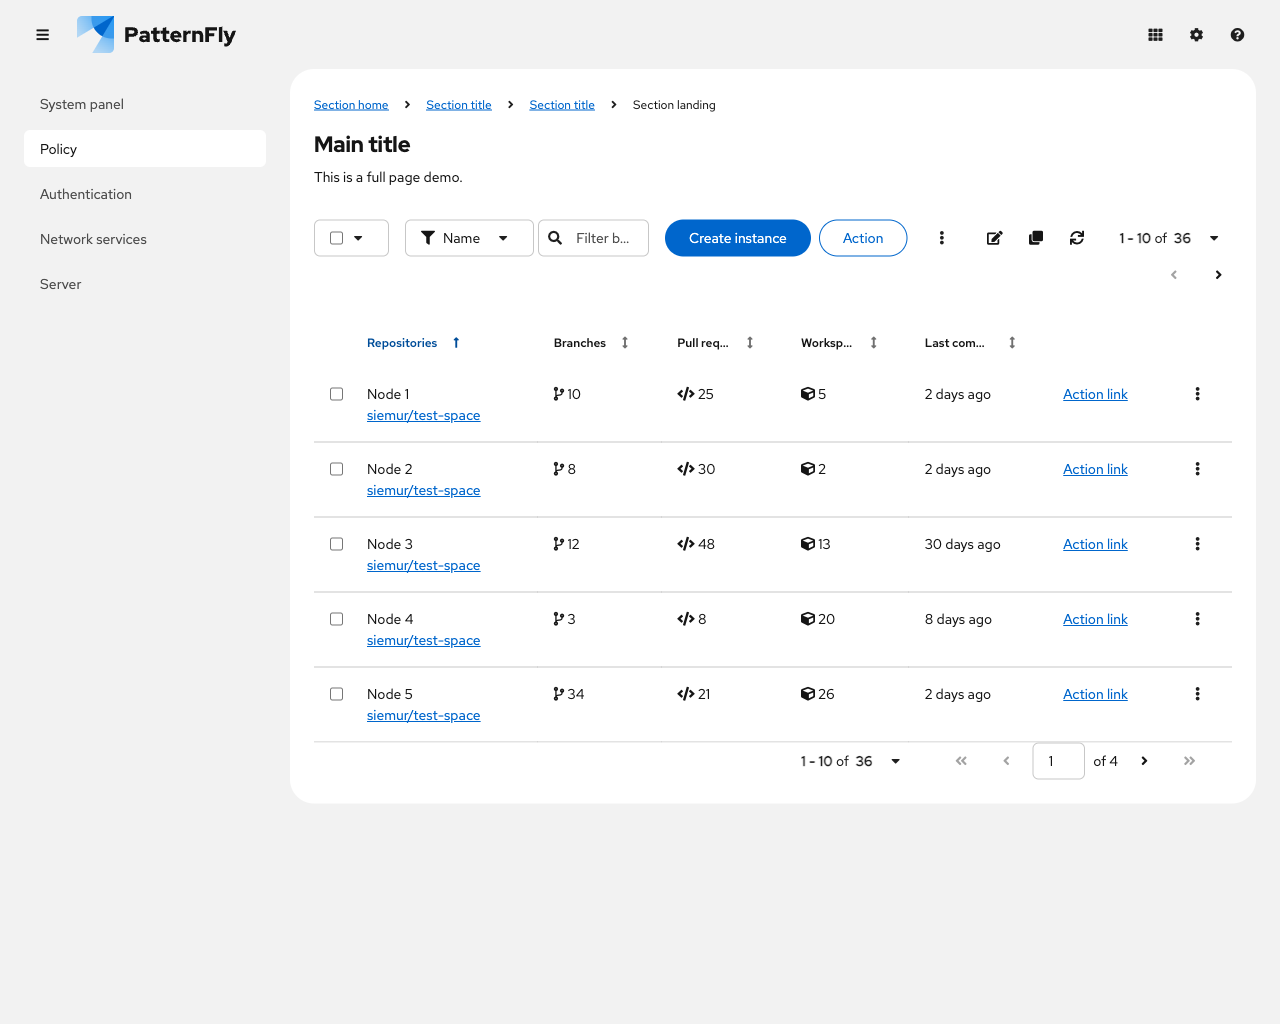 PatternFly
System panel
Policy
Authentication
Network services
Server
Section home Section title Section title Section landing
Main title
This is a full page demo.
Name Filter b... Create instance Action 1 - 10 of 36
Repositories Branches Pull req... Worksp... Last com...
Node 1 10 25 5 2 days ago Action link
siemur/test-space
Node 2 8 30 2 2 days ago Action link
siemur/test-space
Node 3 12 48 13 30 days ago Action link
siemur/test-space
Node 4 3 8 20 8 days ago Action link
siemur/test-space
Node 5 34 21 26 2 days ago Action link
siemur/test-space
1 - 10 of 36 1 of 4